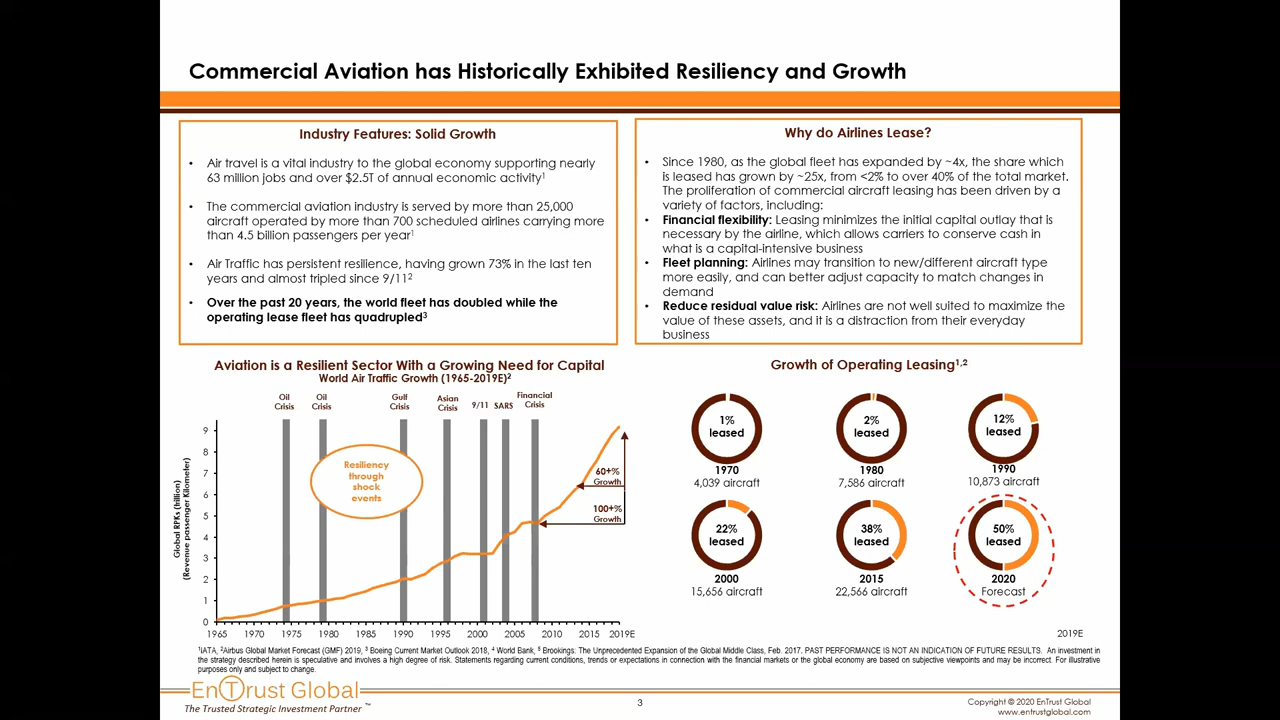 Commercial Aviation has Historically Exhibited Resiliency and Growth
Industry Features: Solid Growth
• Air travel is a vital industry to the global economy supporting nearly
63 million jobs and over $2.5T of annual economic activity¹
• The commercial aviation industry is served by more than 25,000
aircraft operated by more than 700 scheduled airlines carrying more
than 4.5 billion passengers per year¹
• Air Traffic has persistent resilience, having grown 73% in the last ten
years and almost tripled since 9/11²
• Over the past 20 years, the world fleet has doubled while the
operating lease fleet has quadrupled³
Why do Airlines Lease?
• Since 1980, as the global fleet has expanded by ~4x, the share which
is leased has grown by ~25x, from <2% to over 40% of the total market.
The proliferation of commercial aircraft leasing has been driven by a
variety of factors, including:
• Financial flexibility: Leasing minimizes the initial capital outlay that is
necessary by the airline, which allows carriers to conserve cash in
what is a capital-intensive business
• Fleet planning: Airlines may transition to new/different aircraft type
more easily, and can better adjust capacity to match changes in
demand
• Reduce residual value risk: Airlines are not well suited to maximize the
value of these assets, and it is a distraction from their everyday
business
Aviation is a Resilient Sector With a Growing Need for Capital
World Air Traffic Growth (1965-2019E)²
Oil
Crisis
Oil
Crisis
Gulf
Crisis
Asian
Crisis
9/11
SARS
Financial
Crisis
Global RPKs (trillion)
(Revenue passenger Kilometer)
9
8
7
6
5
4
3
2
1
0
Resiliency
through
shock
events
60+%
Growth
100+%
Growth
1965 1970 1975 1980 1985 1990 1995 2000 2005 2010 2015 2019E
Growth of Operating Leasing¹,²
1%
leased
1970
4,039 aircraft
2%
leased
1980
7,586 aircraft
12%
leased
1990
10,873 aircraft
22%
leased
2000
15,656 aircraft
38%
leased
2015
22,566 aircraft
50%
leased
2020
Forecast
2019E
¹IATA, ²Airbus Global Market Forecast (GMF) 2019, ³ Boeing Current Market Outlook 2018, ⁴ World Bank, ⁵ Brookings: The Unprecedented Expansion of the Global Middle Class, Feb. 2017. PAST PERFORMANCE IS NOT AN INDICATION OF FUTURE RESULTS. An investment in
the strategy described herein is speculative and involves a high degree of risk. Statements regarding current conditions, trends or expectations in connection with the financial markets or the global economy are based on subjective viewpoints and may be incorrect. For illustrative
purposes only and subject to change.
EnTrust Global
The Trusted Strategic Investment Partner ™
3
Copyright © 2020 EnTrust Global
www.entrustglobal.com